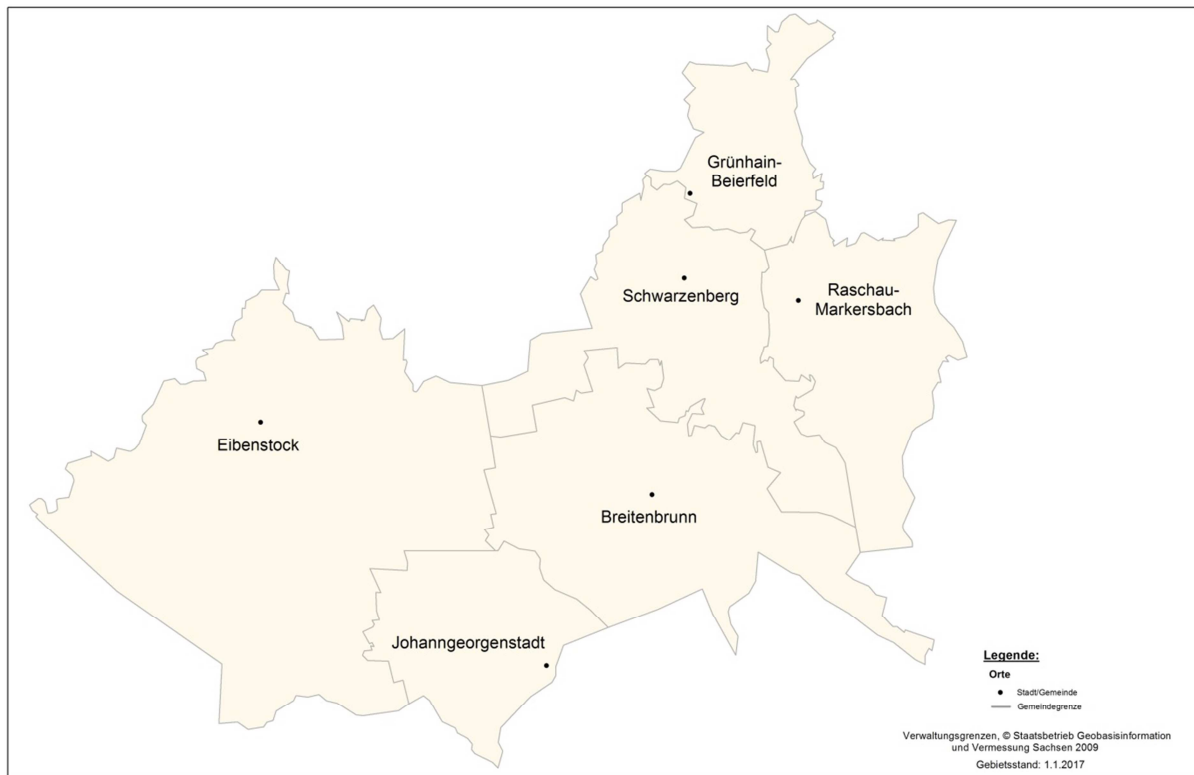 Grünhain-
Beierfeld
Schwarzenberg
Raschau-
Markersbach
Eibenstock
Breitenbrunn
Johanngeorgenstadt
Legende:
Orte
Stadt/Gemeinde
Gemeindegrenze
Verwaltungsgrenzen, © Staatsbetrieb Geobasisinformation
und Vermessung Sachsen 2009
Gebietsstand: 1.1.2017